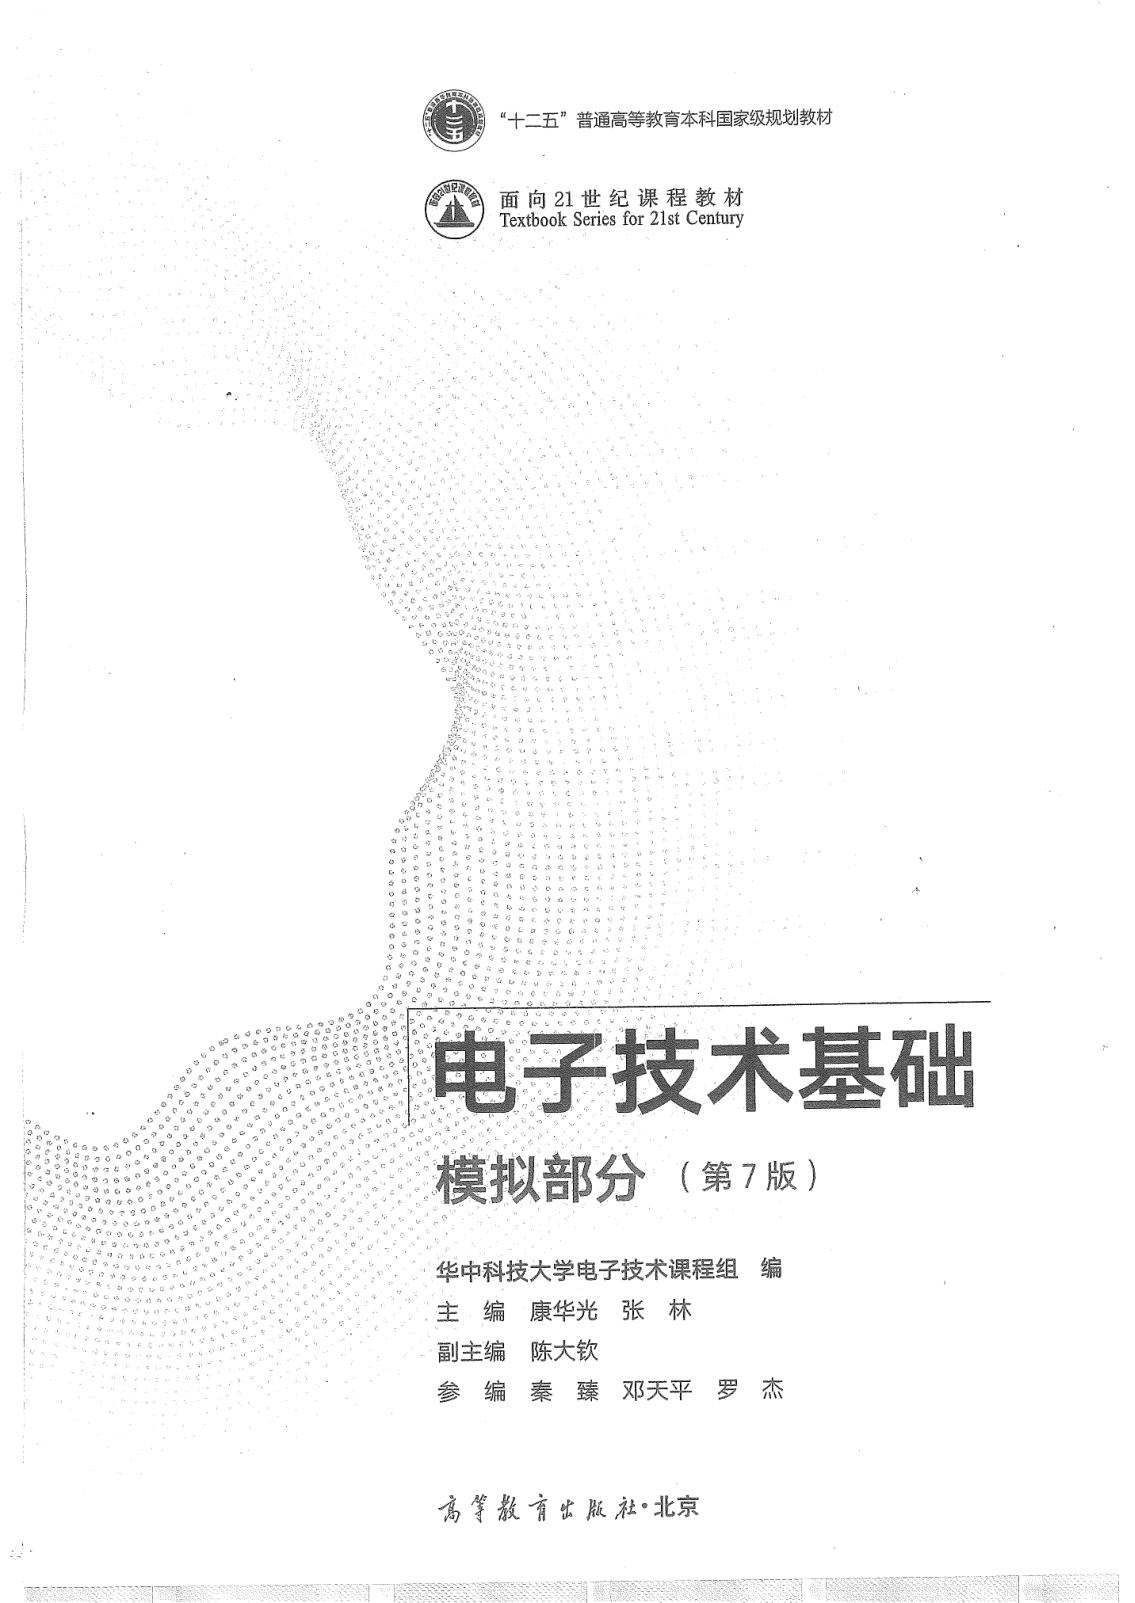 “十二五”普通高等教育本科国家级规划教材
面向21世纪课程教材
Textbook Series for 21st Century
电子技术基础
模拟部分（第7版）
华中科技大学电子技术课程组 编
主 编 康华光 张 林
副主编 陈大钦
参 编 秦 臻 邓天平 罗 杰
高等教育出版社·北京